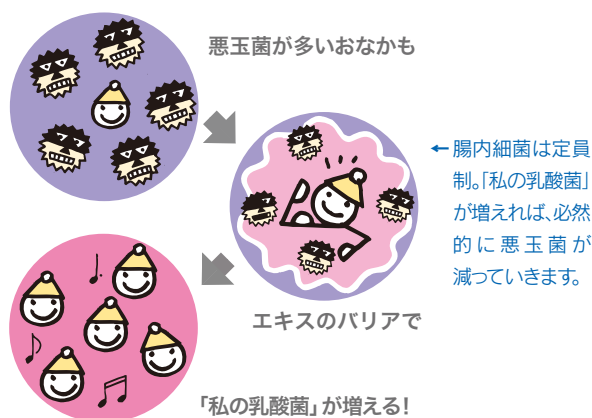 悪玉菌が多いおなかも
←腸内細菌は定員
制。「私の乳酸菌」
が増えれば、必然
的に悪玉菌が
減っていきます。
エキスのバリアで
「私の乳酸菌」が増える!